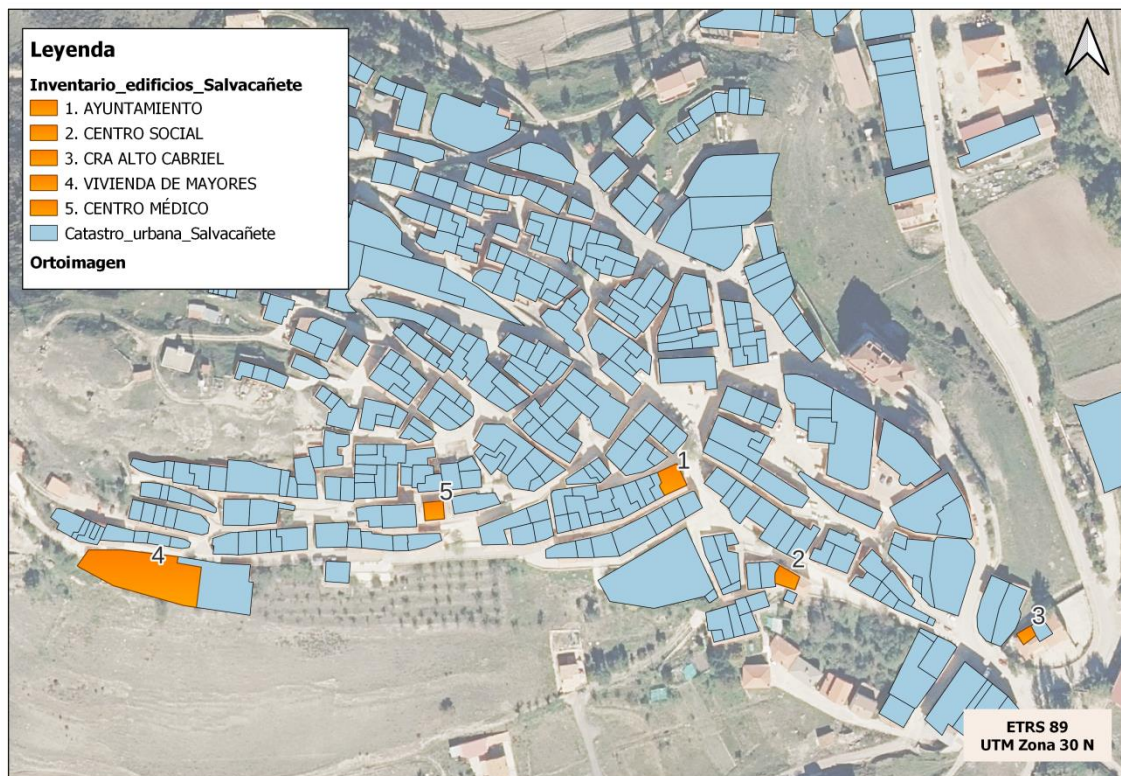 Leyenda
Inventario_edificios_Salvacañete
1. AYUNTAMIENTO
2. CENTRO SOCIAL
3. CRA ALTO CABRIEL
4. VIVIENDA DE MAYORES
5. CENTRO MÉDICO
Catastro_urbana_Salvacañete
Ortoimagen
1
5
4
2
3
ETRS 89
UTM Zona 30 N